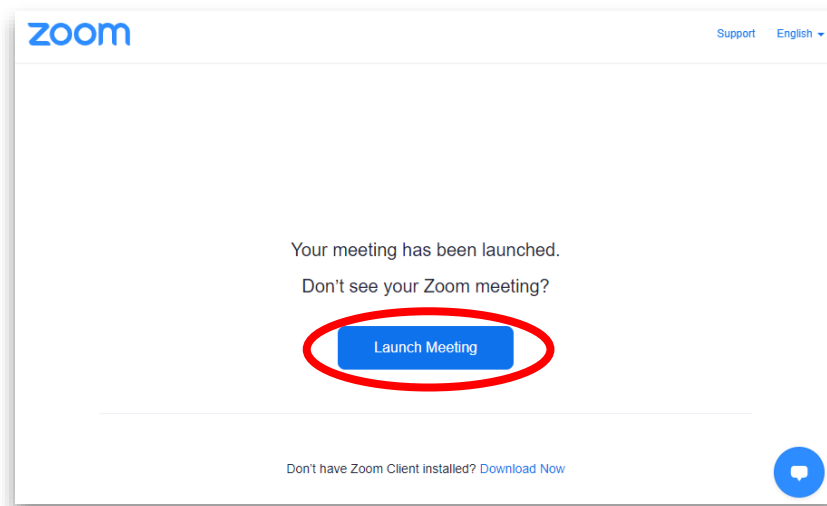 zoom
Support English
Your meeting has been launched.
Don't see your Zoom meeting?
Launch Meeting
Don't have Zoom Client installed? Download Now